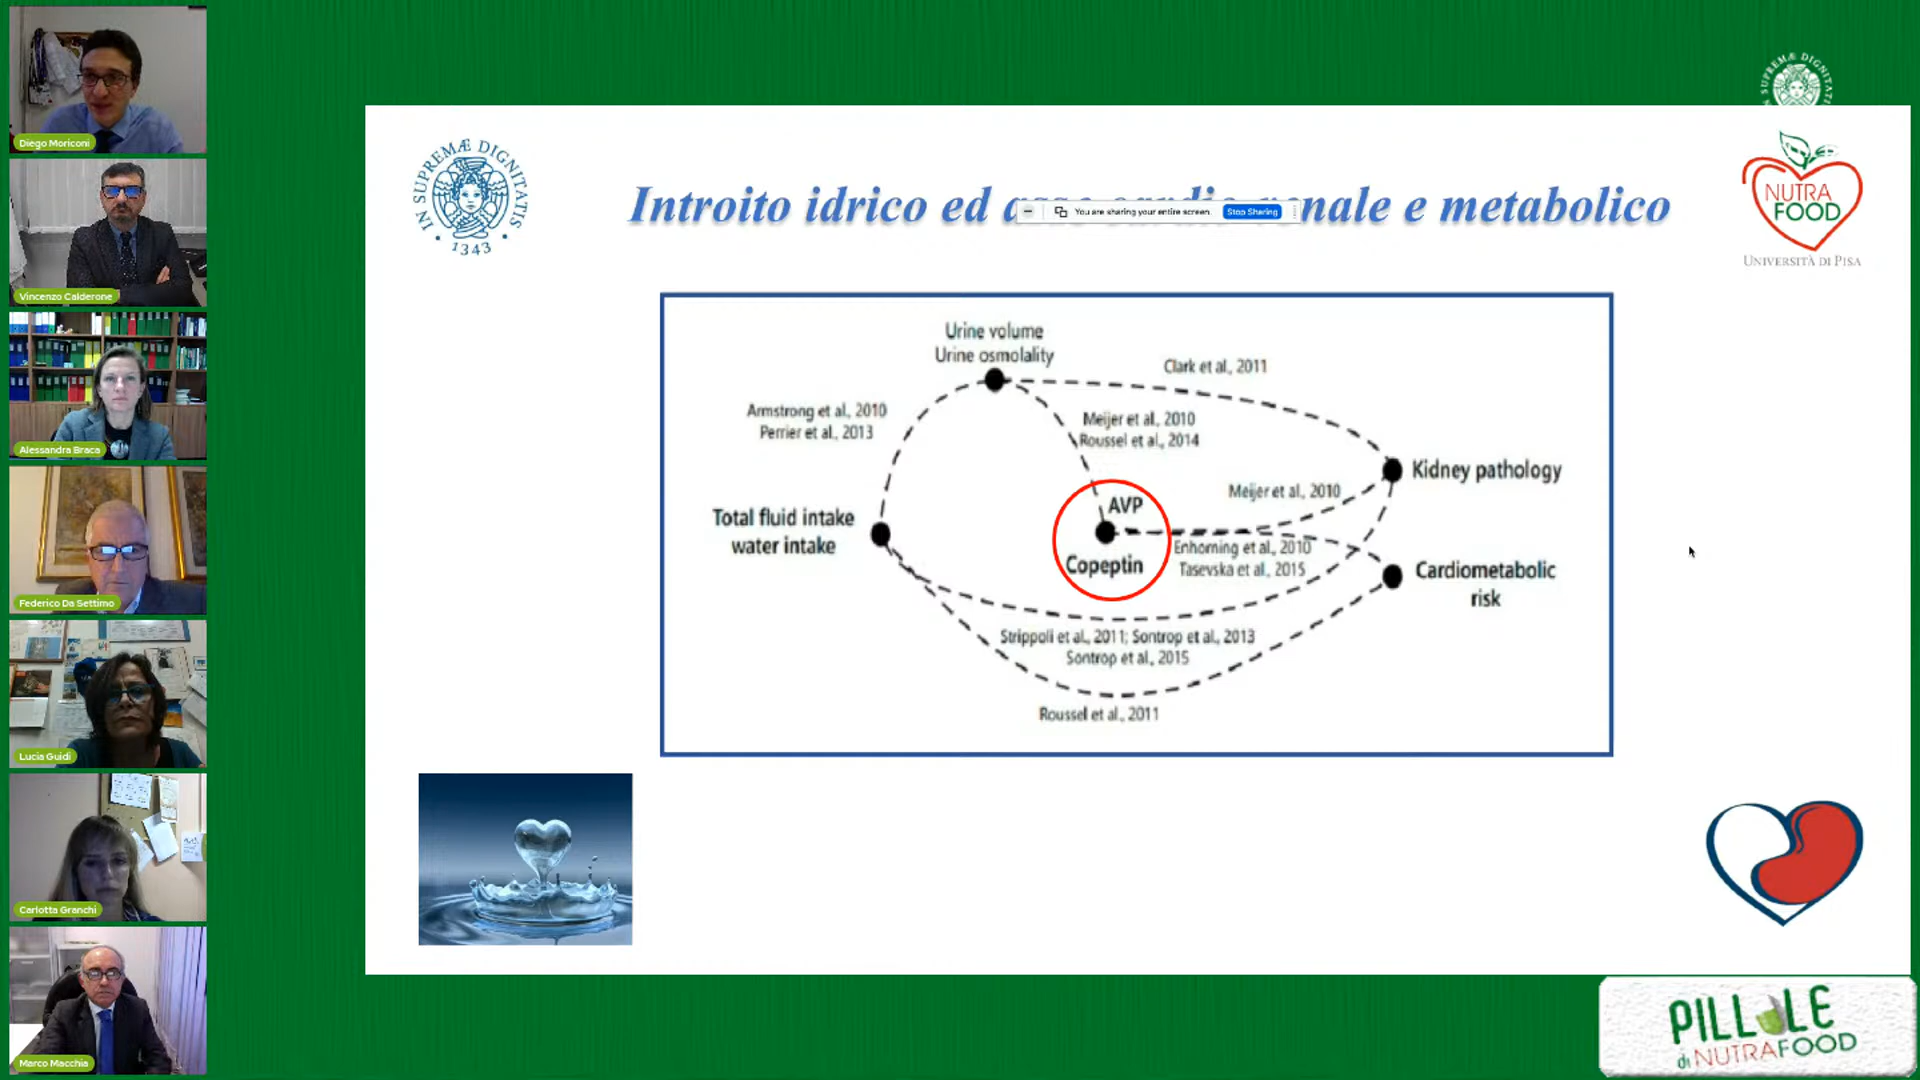 Diego Moriconi
Vincenzo Calderone
Alessandra Braca
Federico Da Settimo
Lucia Guidi
Carlotta Granchi
Marco Macchia
IN SUPREMÆ DIGNITATIS
1343
Introito idrico ed
nale e metabolico
You are sharing your entire screen.
Stop Sharing
NUTRA
FOOD
UNIVERSITÀ DI PISA
Urine volume
Urine osmolality
Clark et al., 2011
Armstrong et al., 2010
Perrier et al., 2013
Meijer et al., 2010
Roussel et al., 2014
Kidney pathology
Meijer et al., 2010
AVP
Total fluid intake
water intake
Copeptin
Enhorning et al., 2010
Tasevska et al., 2015
Cardiometabolic
risk
Strippoli et al., 2011; Sontrop et al., 2013
Sontrop et al., 2015
Roussel et al., 2011
PILLOLE
di NUTRAFOOD